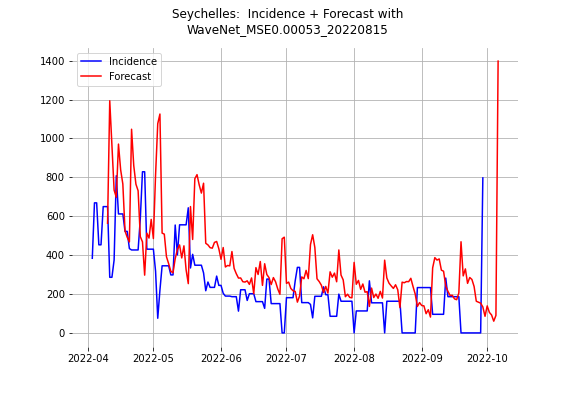 Seychelles:  Incidence + Forecast with
WaveNet_MSE0.00053_20220815
Incidence
Forecast
1400
1200
1000
800
600
400
200
0
2022-04 2022-05 2022-06 2022-07 2022-08 2022-09 2022-10